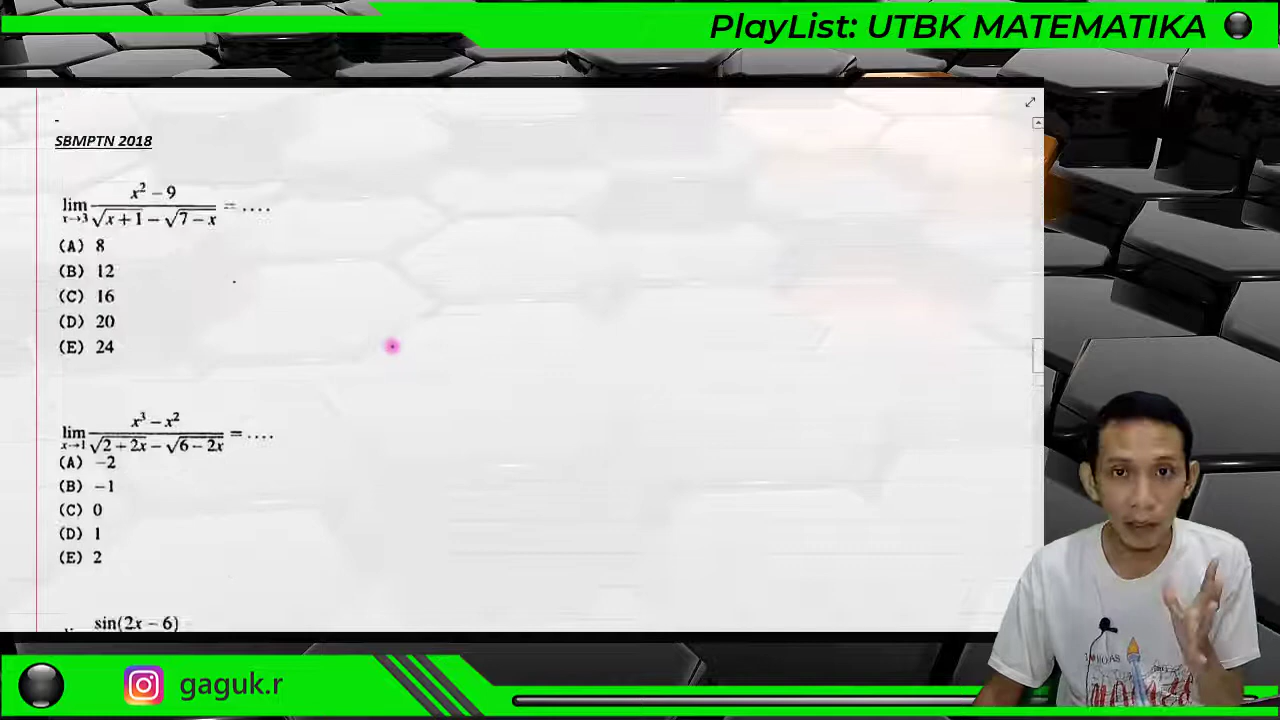 PlayList: UTBK MATEMATIKA
-
SBMPTN 2018
lim x→3 (x² − 9)/(√(x+1) − √(7−x)) = ....
(A) 8
(B) 12
(C) 16
(D) 20
(E) 24
lim x→1 (x³ − x²)/(√(2+2x) − √(6−2x)) = ....
(A) −2
(B) −1
(C) 0
(D) 1
(E) 2
sin(2x − 6)
gaguk.r